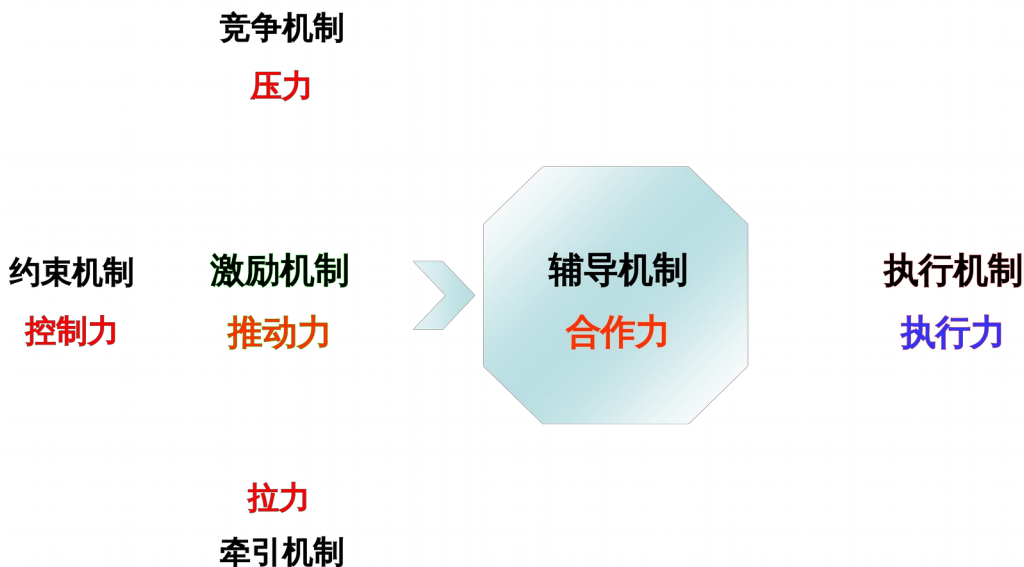 竞争机制
压力
约束机制
控制力
激励机制
推动力
辅导机制
合作力
执行机制
执行力
拉力
牵引机制